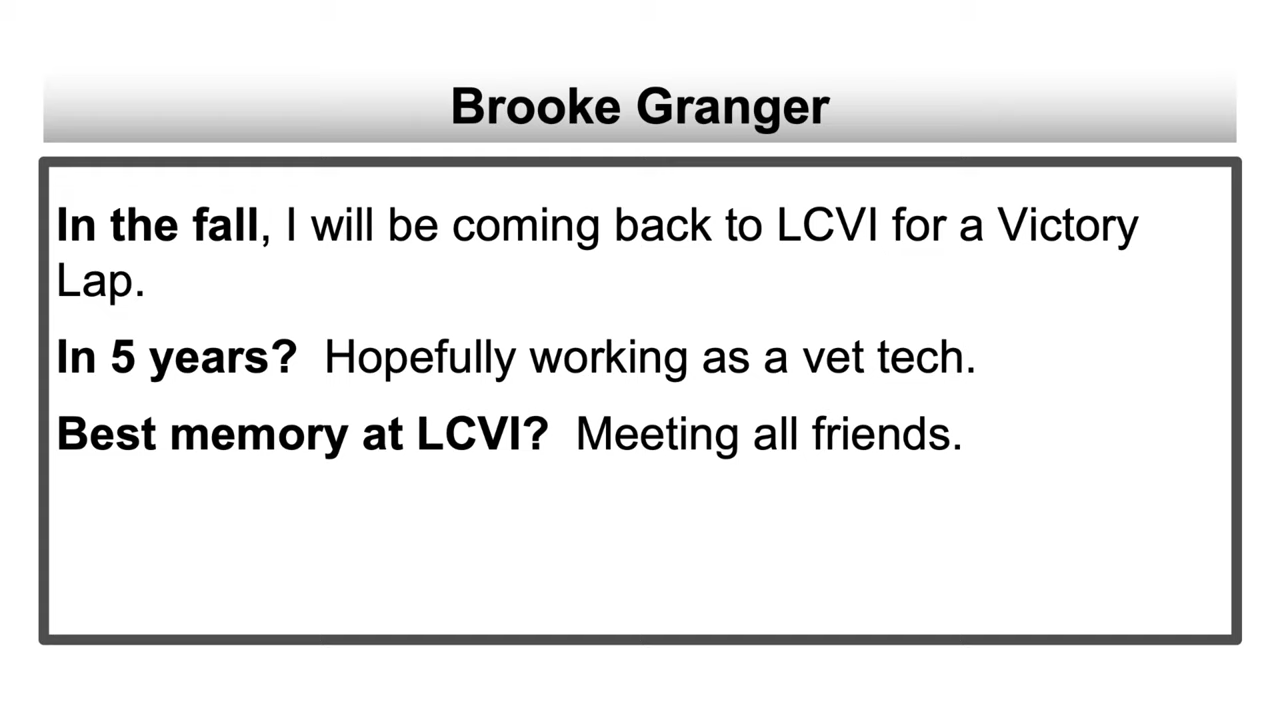 Brooke Granger
In the fall, I will be coming back to LCVI for a Victory
Lap.
In 5 years?  Hopefully working as a vet tech.
Best memory at LCVI?  Meeting all friends.